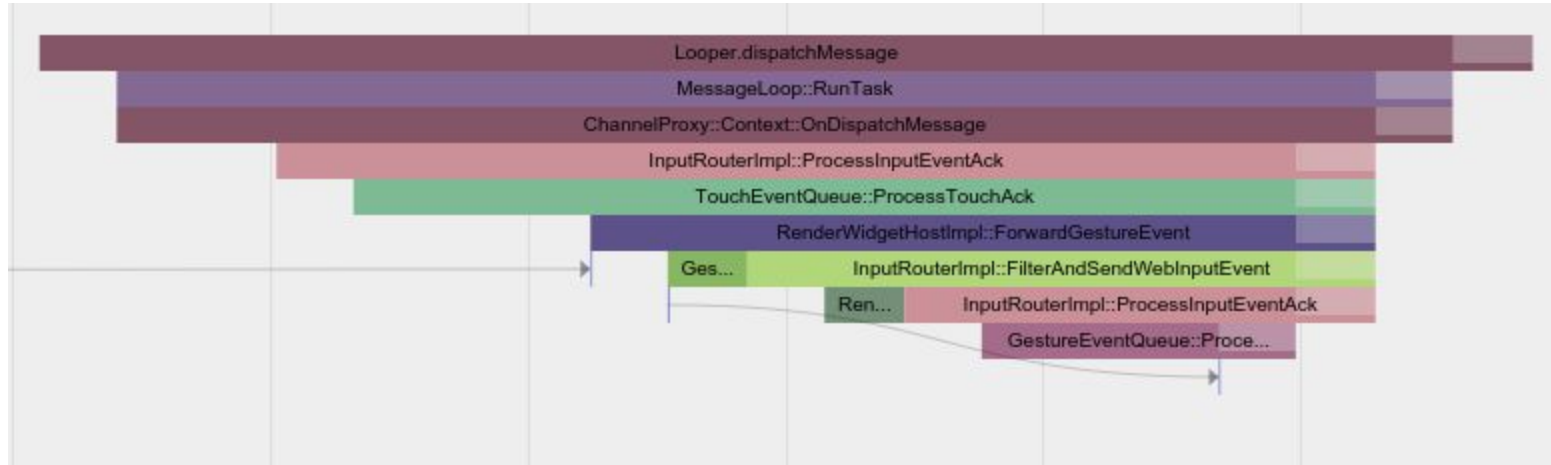 Looper.dispatchMessage
MessageLoop::RunTask
ChannelProxy::Context::OnDispatchMessage
InputRouterImpl::ProcessInputEventAck
TouchEventQueue::ProcessTouchAck
RenderWidgetHostImpl::ForwardGestureEvent
Ges... InputRouterImpl::FilterAndSendWebInputEvent
Ren... InputRouterImpl::ProcessInputEventAck
GestureEventQueue::Proce...